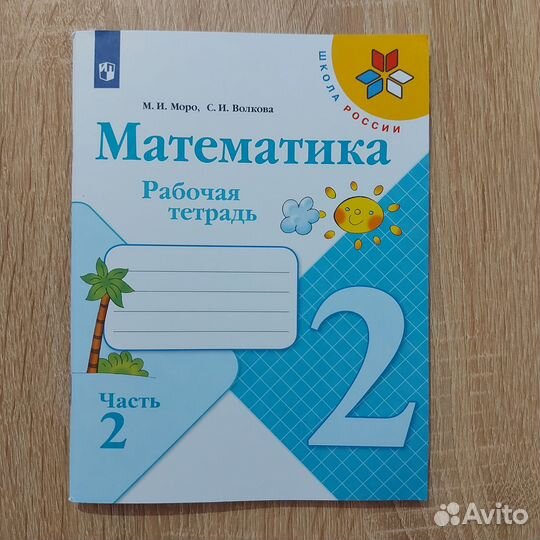 ШКОЛА РОССИИ
М. И. Моро, С. И. Волкова
Математика
Рабочая
тетрадь
2
Часть
2
Avito